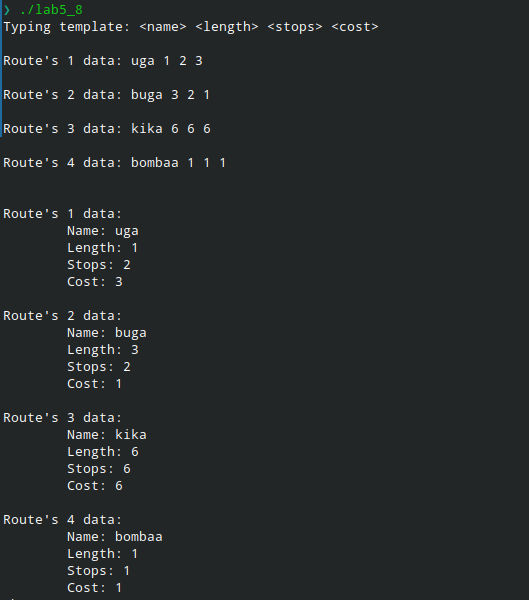 ❯ ./lab5_8
Typing template: <name> <length> <stops> <cost>
Route's 1 data: uga 1 2 3
Route's 2 data: buga 3 2 1
Route's 3 data: kika 6 6 6
Route's 4 data: bombaa 1 1 1
Route's 1 data:
Name: uga
Length: 1
Stops: 2
Cost: 3
Route's 2 data:
Name: buga
Length: 3
Stops: 2
Cost: 1
Route's 3 data:
Name: kika
Length: 6
Stops: 6
Cost: 6
Route's 4 data:
Name: bombaa
Length: 1
Stops: 1
Cost: 1